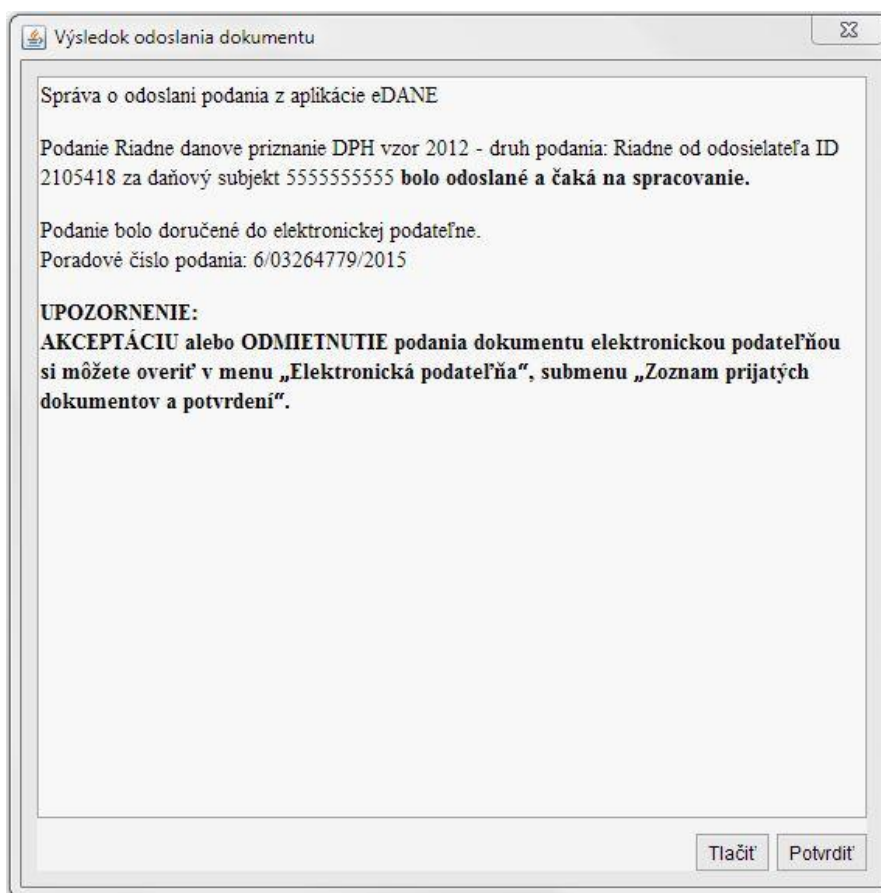 Výsledok odoslania dokumentu
Správa o odoslani podania z aplikácie eDANE
Podanie Riadne danove priznanie DPH vzor 2012 - druh podania: Riadne od odosielateľa ID
2105418 za daňový subjekt 5555555555 bolo odoslané a čaká na spracovanie.
Podanie bolo doručené do elektronickej podateľne.
Poradové čislo podania: 6/03264779/2015
UPOZORNENIE:
AKCEPTÁCIU alebo ODMIETNUTIE podania dokumentu elektronickou podateľňou
si môžete overiť v menu „Elektronická podateľňa“, submenu „Zoznam prijatých
dokumentov a potvrdení“.
Tlačiť Potvrdiť